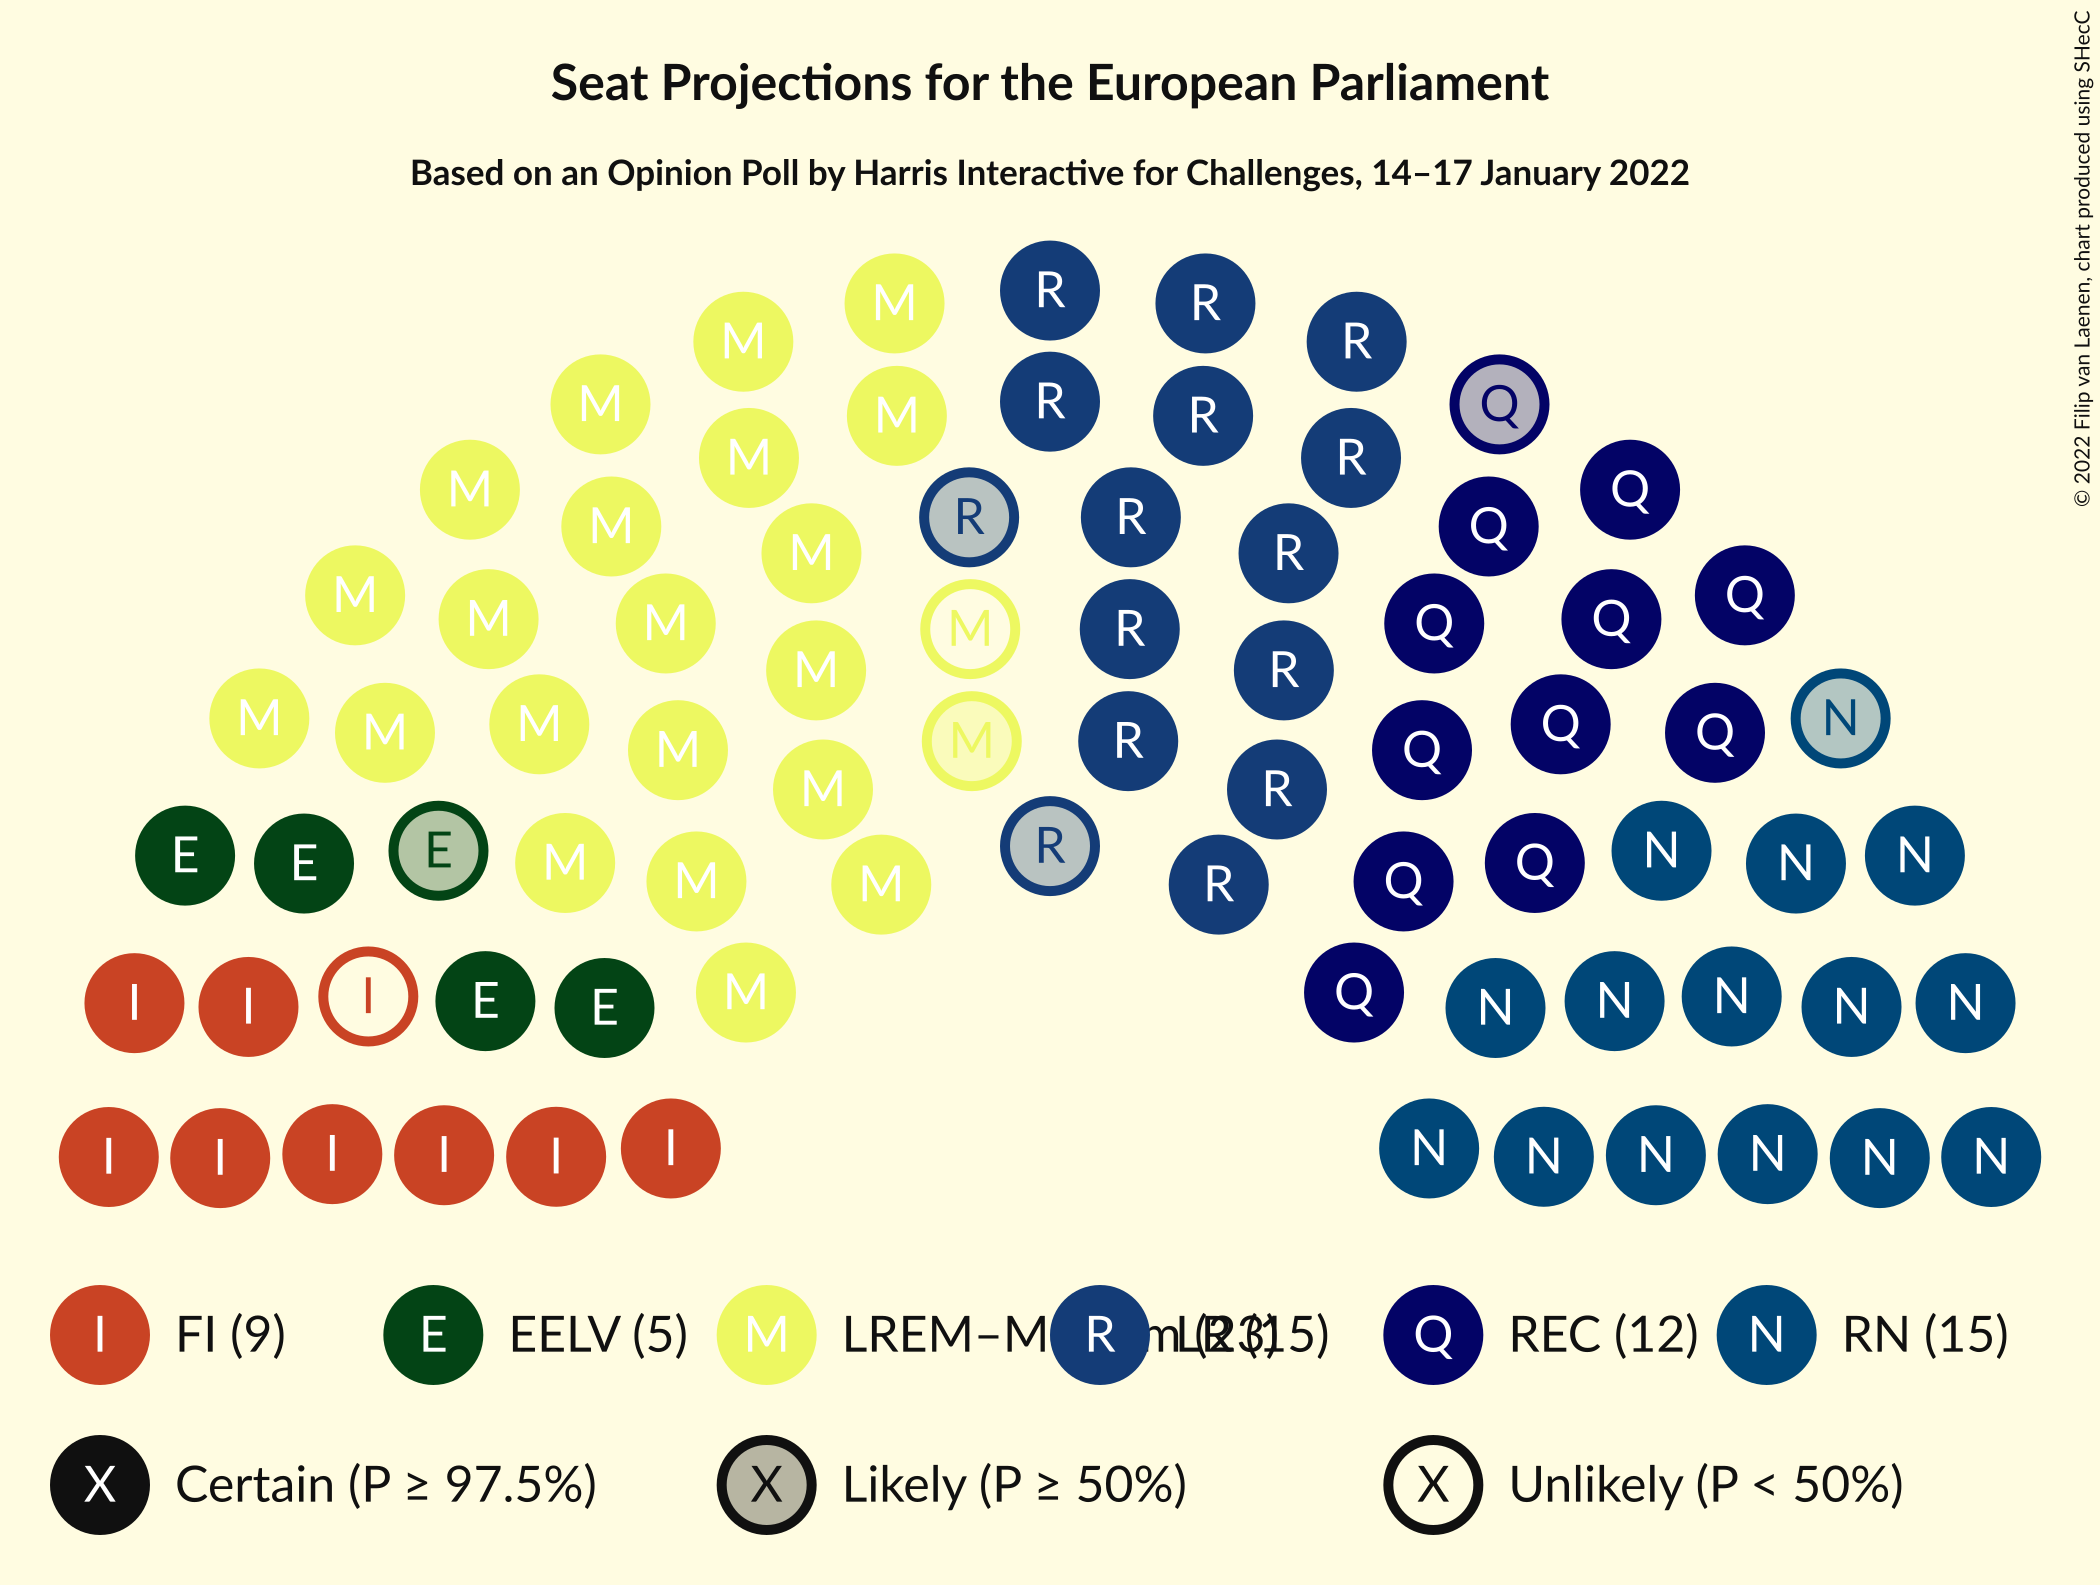 Seat Projections for the European Parliament
Based on an Opinion Poll by Harris Interactive for Challenges, 14–17 January 2022
© 2022 Filip van Laenen, chart produced using SHecC
R
M R
M R
R
M M R
M R Q
M R
M Q
R R
M Q
M R
M Q
M M Q
M R
M R
M Q
M N
M Q
M Q
M R
M Q
M R
R
E N
E N
E Q
M N
M Q
M R
M Q
I N
I N
I N
E N
E N
I I I I I I N N N N N N
I FI (9) E EELV (5) M LREM–M R LR (15) Q REC (12) N RN (15)
X Certain (P ≥ 97.5%) X Likely (P ≥ 50%) X Unlikely (P < 50%)